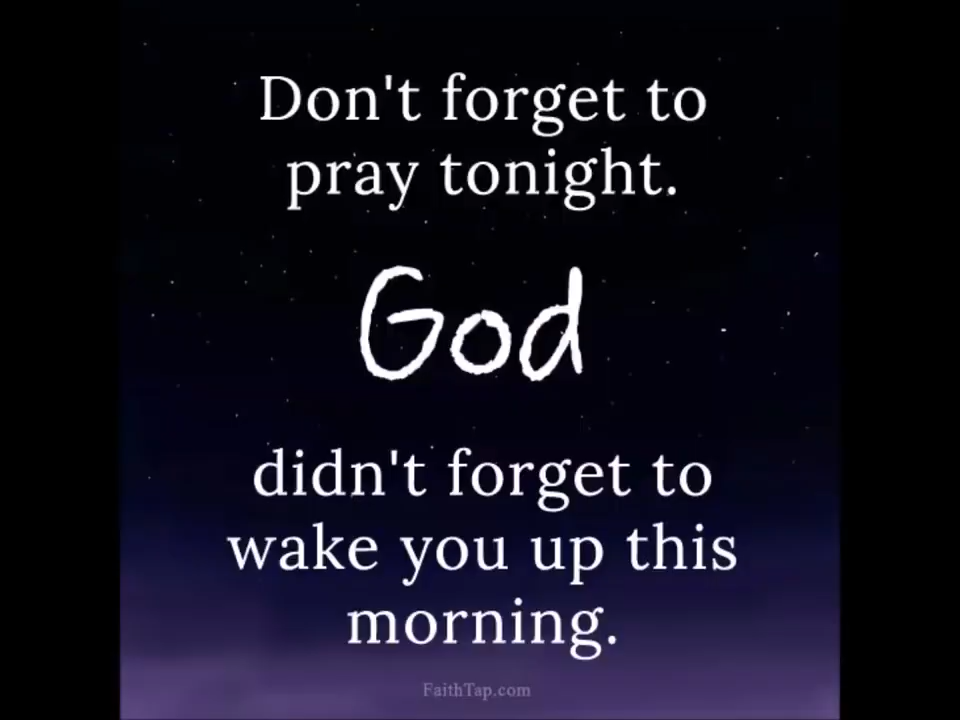 Don't forget to
pray tonight.
God
didn't forget to
wake you up this
morning.
FaithTap.com